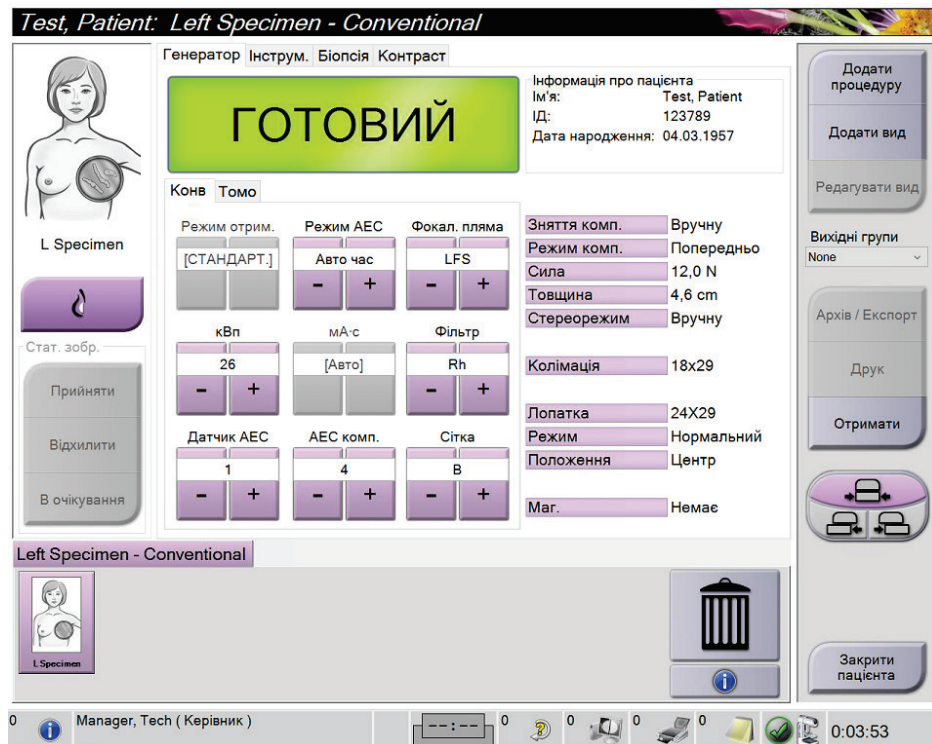 Test, Patient: Left Specimen - Conventional
Генератор Інструм. Біопсія Контраст
ГОТОВИЙ
Інформація про пацієнта
Ім'я: Test, Patient
ІД: 123789
Дата народження: 04.03.1957
L Specimen
Стат. зобр.
Прийняти
Відхилити
В очікування
Конв Томо
Режим отрим. Режим АЕС Фокал. пляма
[СТАНДАРТ.] Авто час LFS
- + - +
кВп мА·с Фільтр
26 [Авто] Rh
- + - +
Датчик АЕС АЕС комп. Сітка
1 4 В
- + - + - +
Зняття комп. Вручну
Режим комп. Попередньо
Сила 12,0 N
Товщина 4,6 cm
Стереорежим Вручну
Колімація 18x29
Лопатка 24X29
Режим Нормальний
Положення Центр
Маг. Немає
Додати
процедуру
Додати вид
Редагувати вид
Вихідні групи
None
Архів / Експорт
Друк
Отримати
Закрити
пацієнта
Left Specimen - Conventional
L Specimen
0 Manager, Tech ( Керівник ) --:-- 0 0 0 0 0:03:53